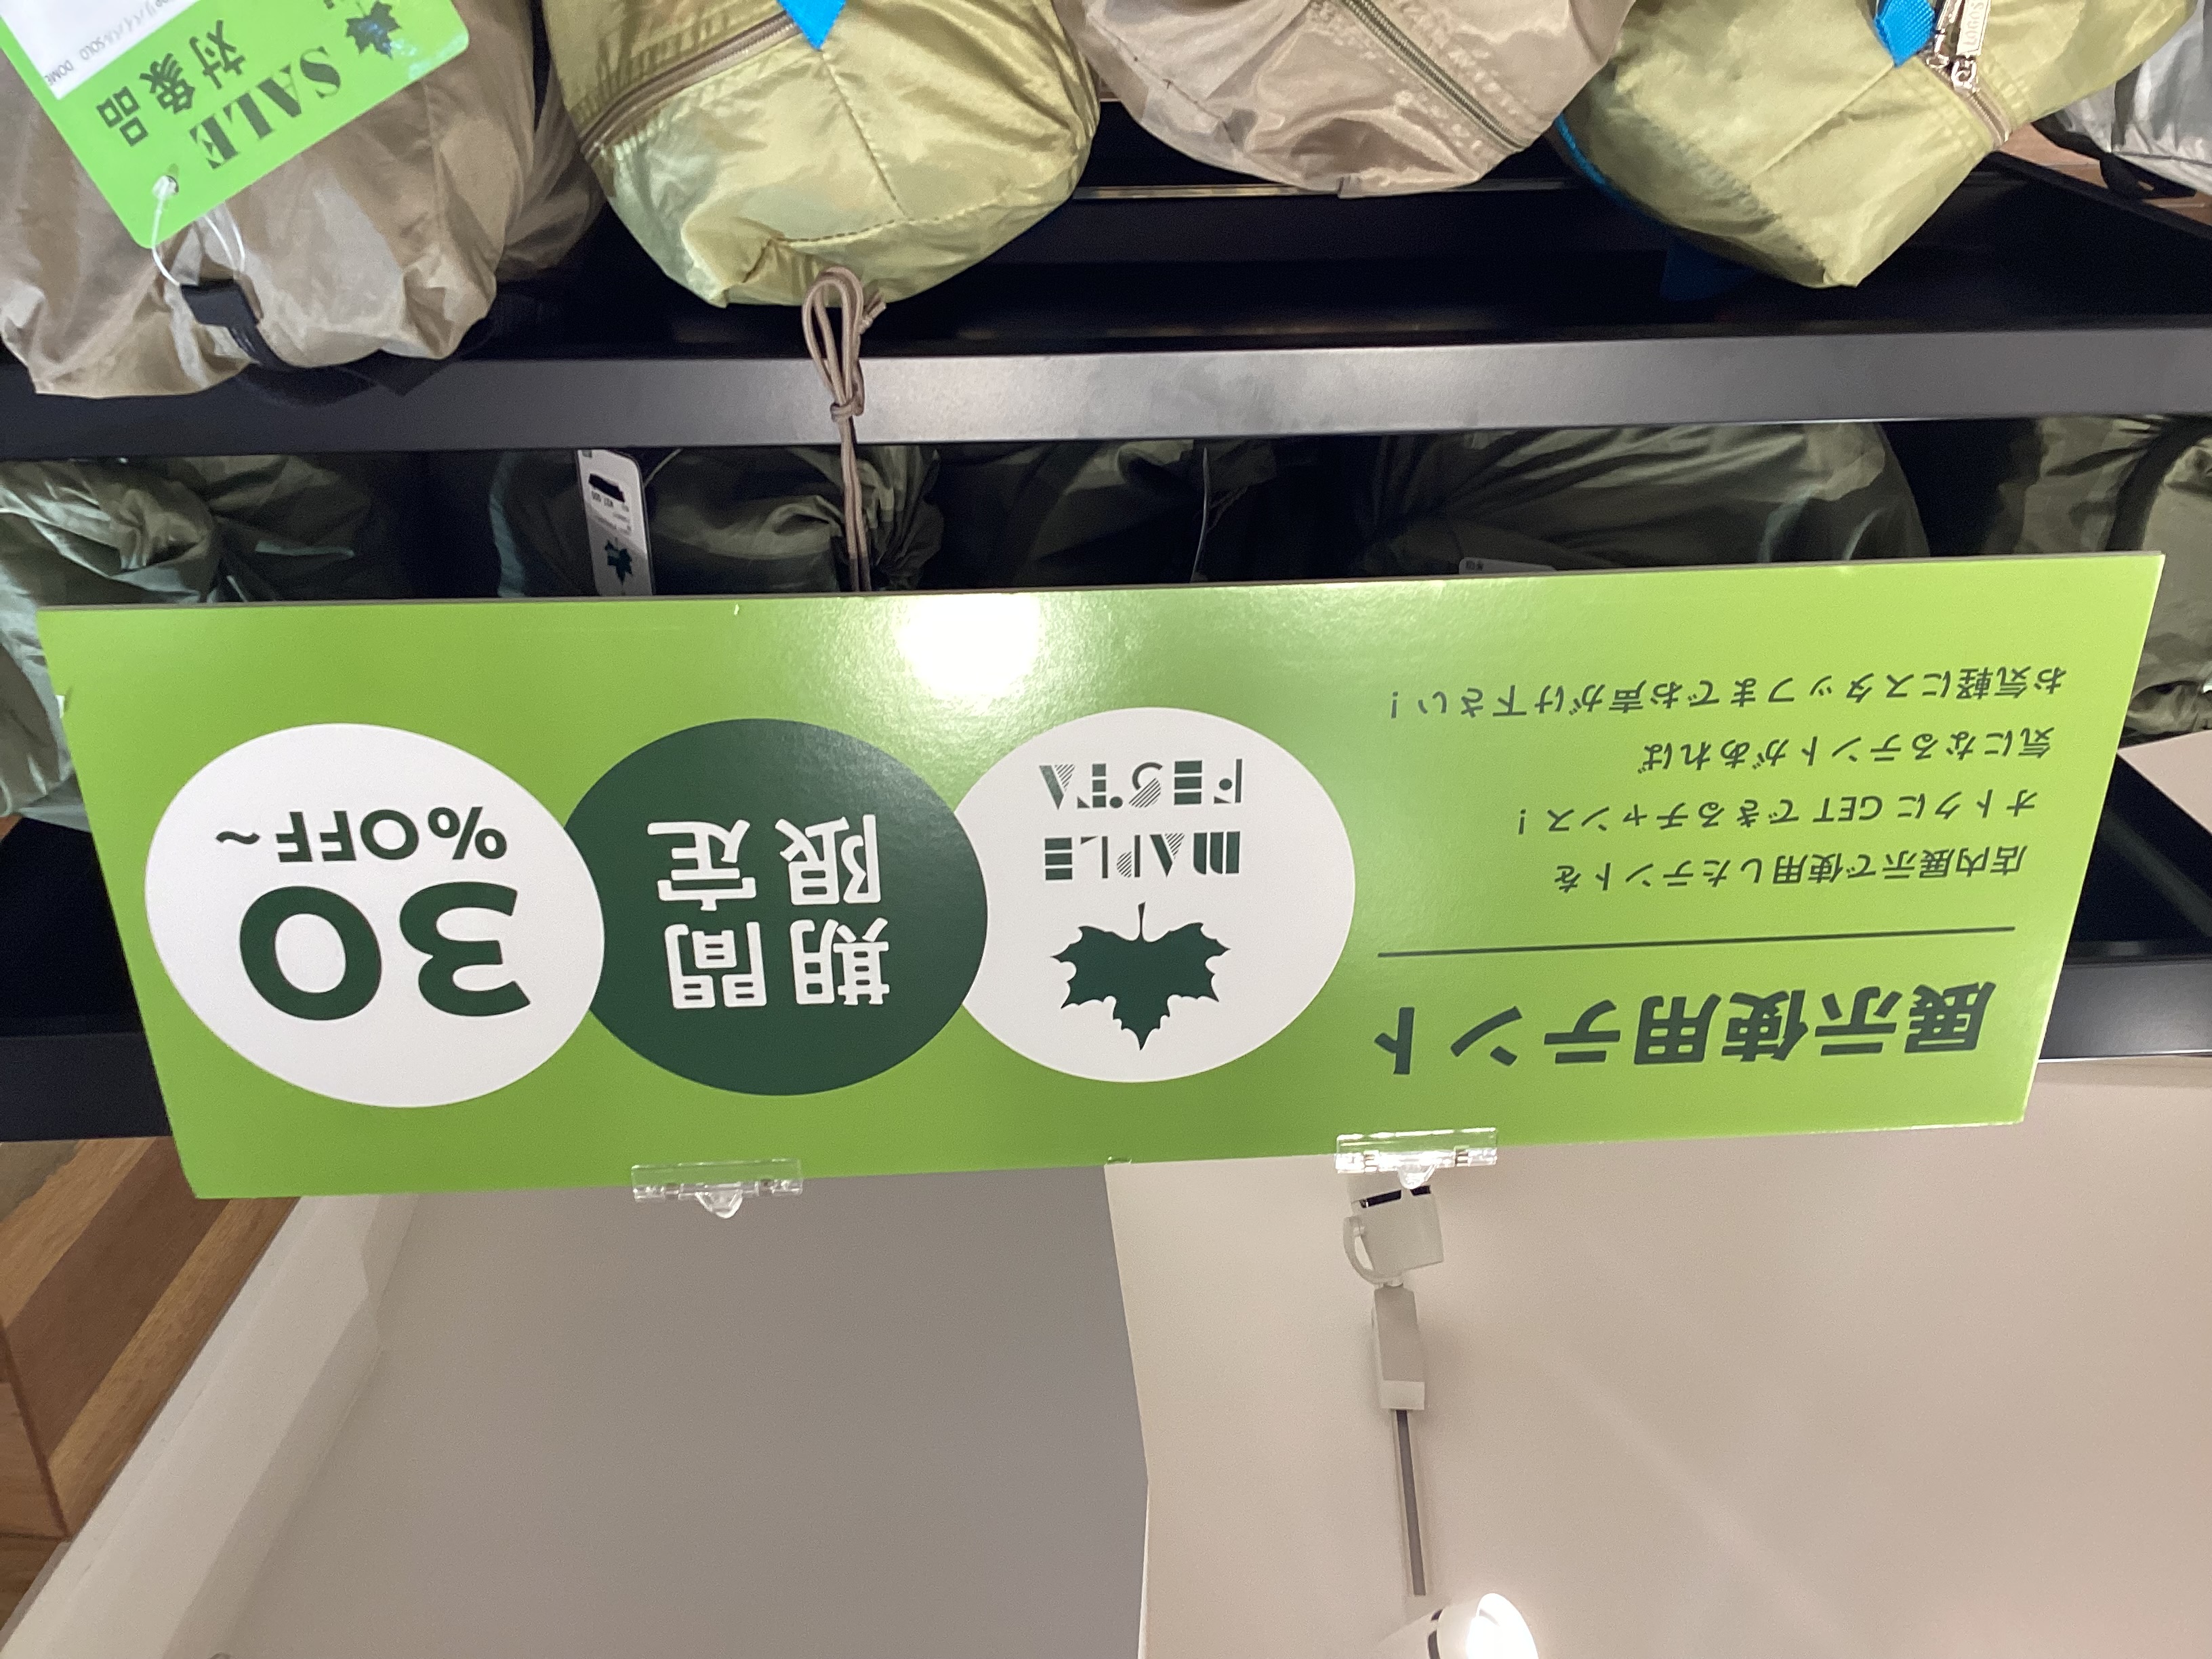 展示使用テント
店内展示で使用したテントを
オトクに GET できるチャンス！
気になるテントがあれば
お気軽にスタッフまでお声がけ下さい！
MAPLE
FESTA
期間
限定
30
%OFF~
SALE
対象品